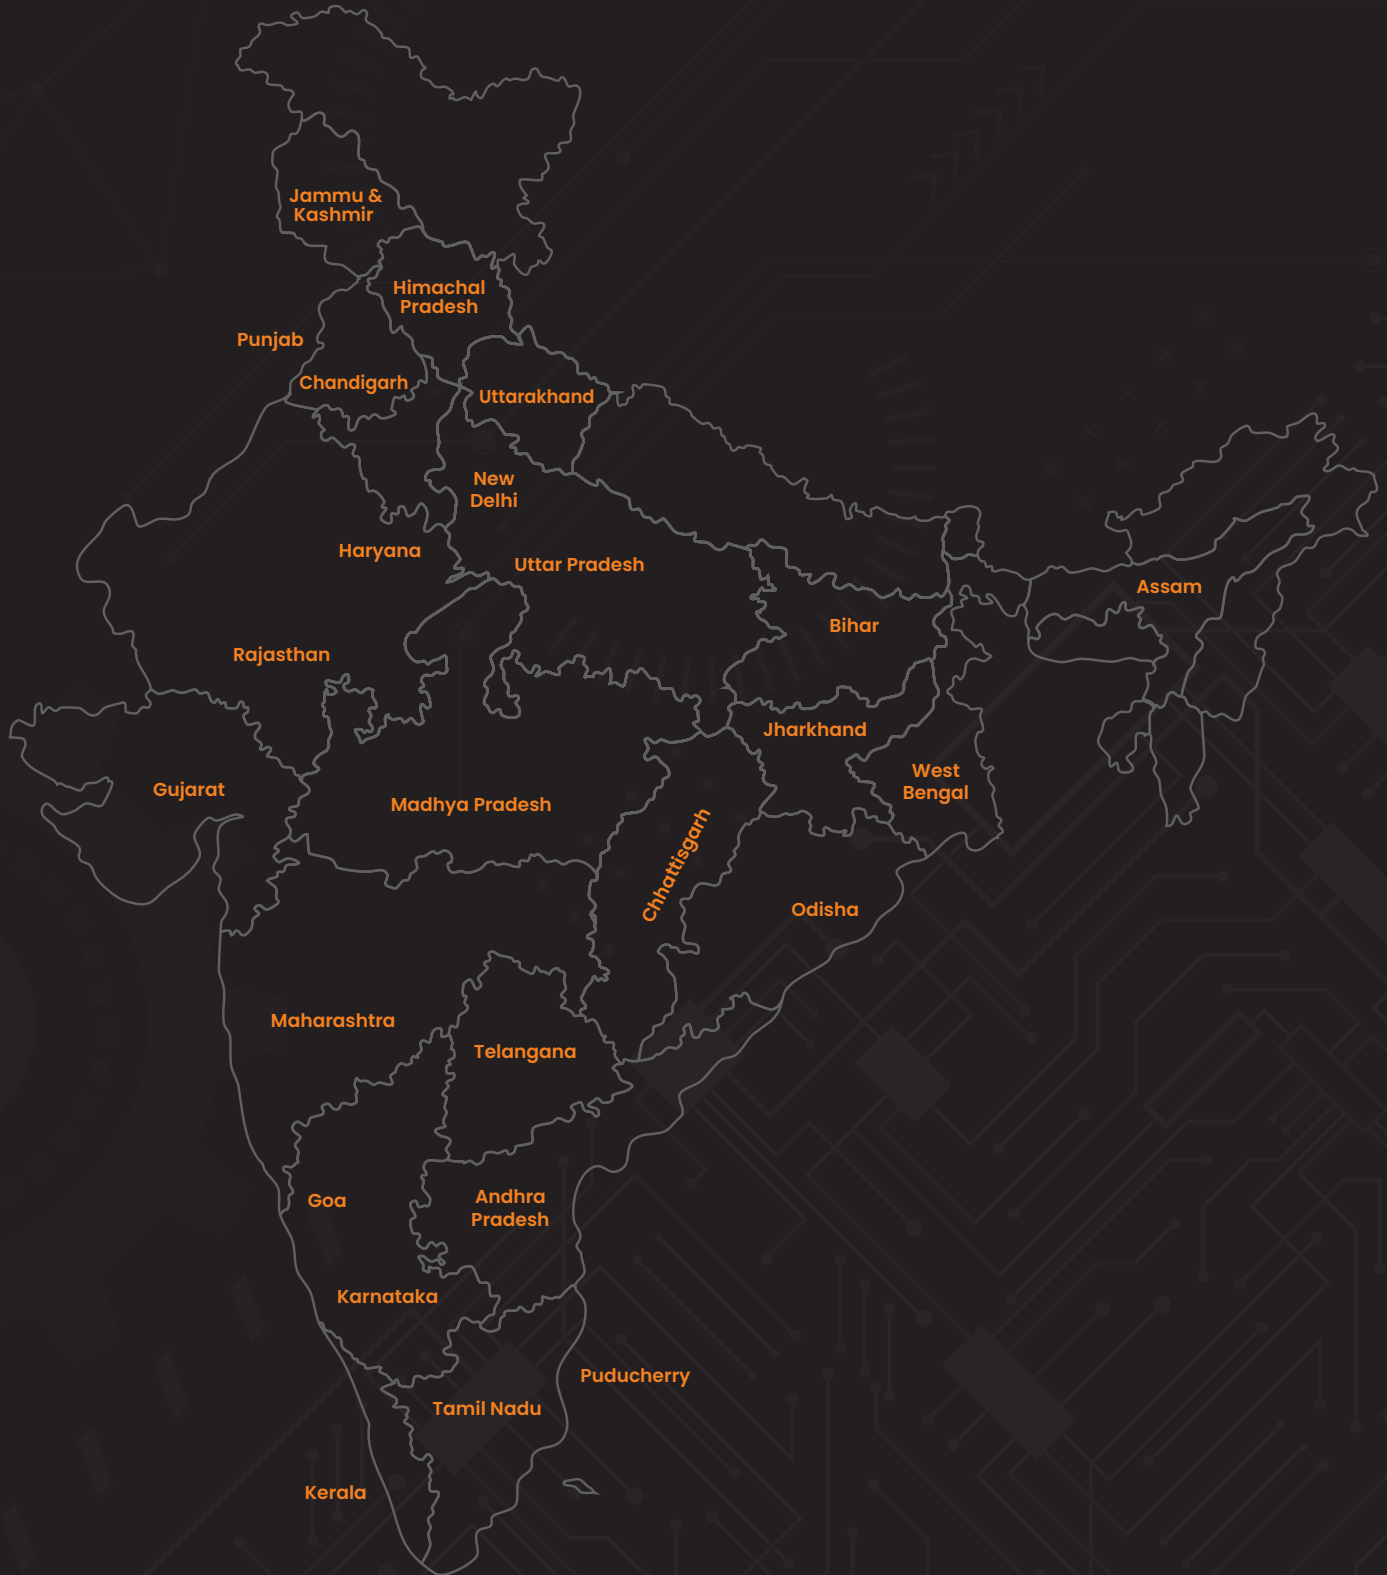 Jammu &
Kashmir
Himachal
Pradesh
Punjab
Chandigarh
Uttarakhand
New
Delhi
Haryana
Uttar Pradesh
Assam
Bihar
Rajasthan
Jharkhand
West
Bengal
Gujarat
Madhya Pradesh
Chhattisgarh
Odisha
Maharashtra
Telangana
Goa
Andhra
Pradesh
Karnataka
Puducherry
Tamil Nadu
Kerala